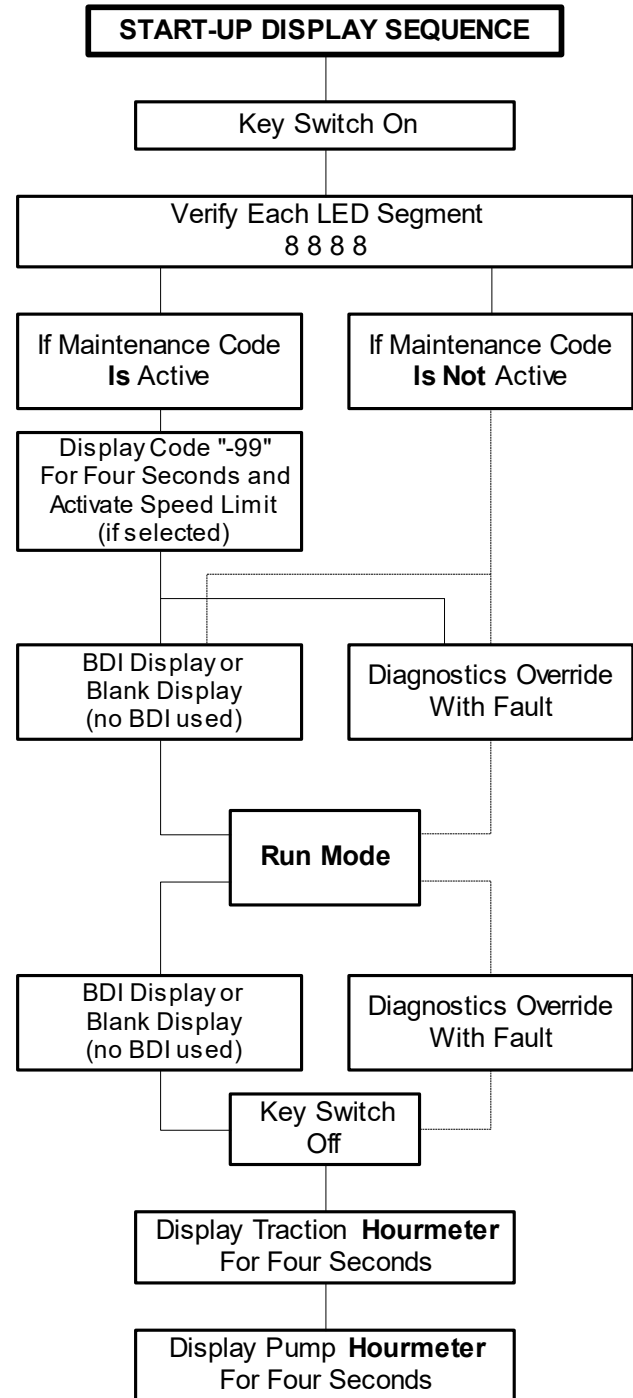 START-UP DISPLAY SEQUENCE
Key Switch On
Verify Each LED Segment
8 8 8 8
If Maintenance Code
Is Active
If Maintenance Code
Is Not Active
Display Code "-99"
For Four Seconds and
Activate Speed Limit
(if selected)
BDI Display or
Blank Display
(no BDI used)
Diagnostics Override
With Fault
Run Mode
BDI Display or
Blank Display
(no BDI used)
Diagnostics Override
With Fault
Key Switch
Off
Display Traction Hourmeter
For Four Seconds
Display Pump Hourmeter
For Four Seconds